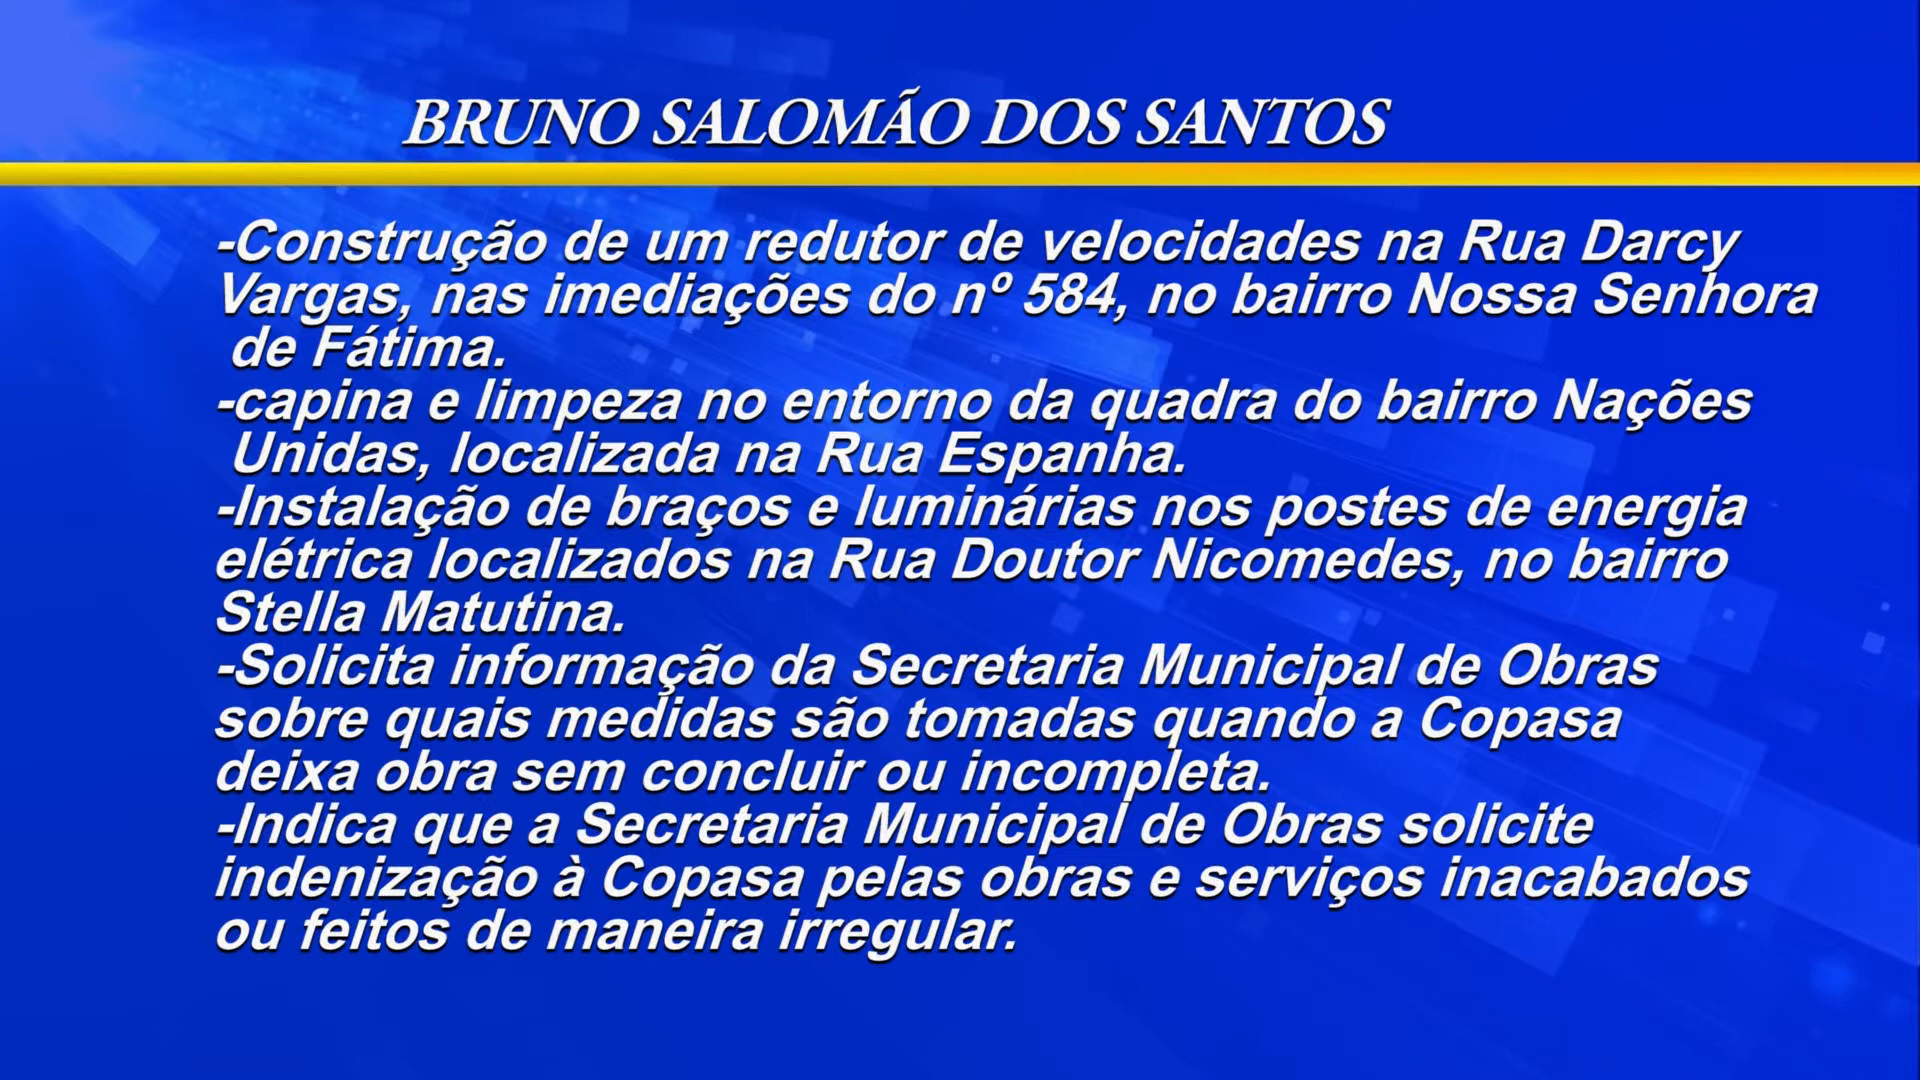 BRUNO SALOMÃO DOS SANTOS
-Construção de um redutor de velocidades na Rua Darcy
Vargas, nas imediações do nº 584, no bairro Nossa Senhora
de Fátima.
-capina e limpeza no entorno da quadra do bairro Nações
Unidas, localizada na Rua Espanha.
-Instalação de braços e luminárias nos postes de energia
elétrica localizados na Rua Doutor Nicomedes, no bairro
Stella Matutina.
-Solicita informação da Secretaria Municipal de Obras
sobre quais medidas são tomadas quando a Copasa
deixa obra sem concluir ou incompleta.
-Indica que a Secretaria Municipal de Obras solicite
indenização à Copasa pelas obras e serviços inacabados
ou feitos de maneira irregular.